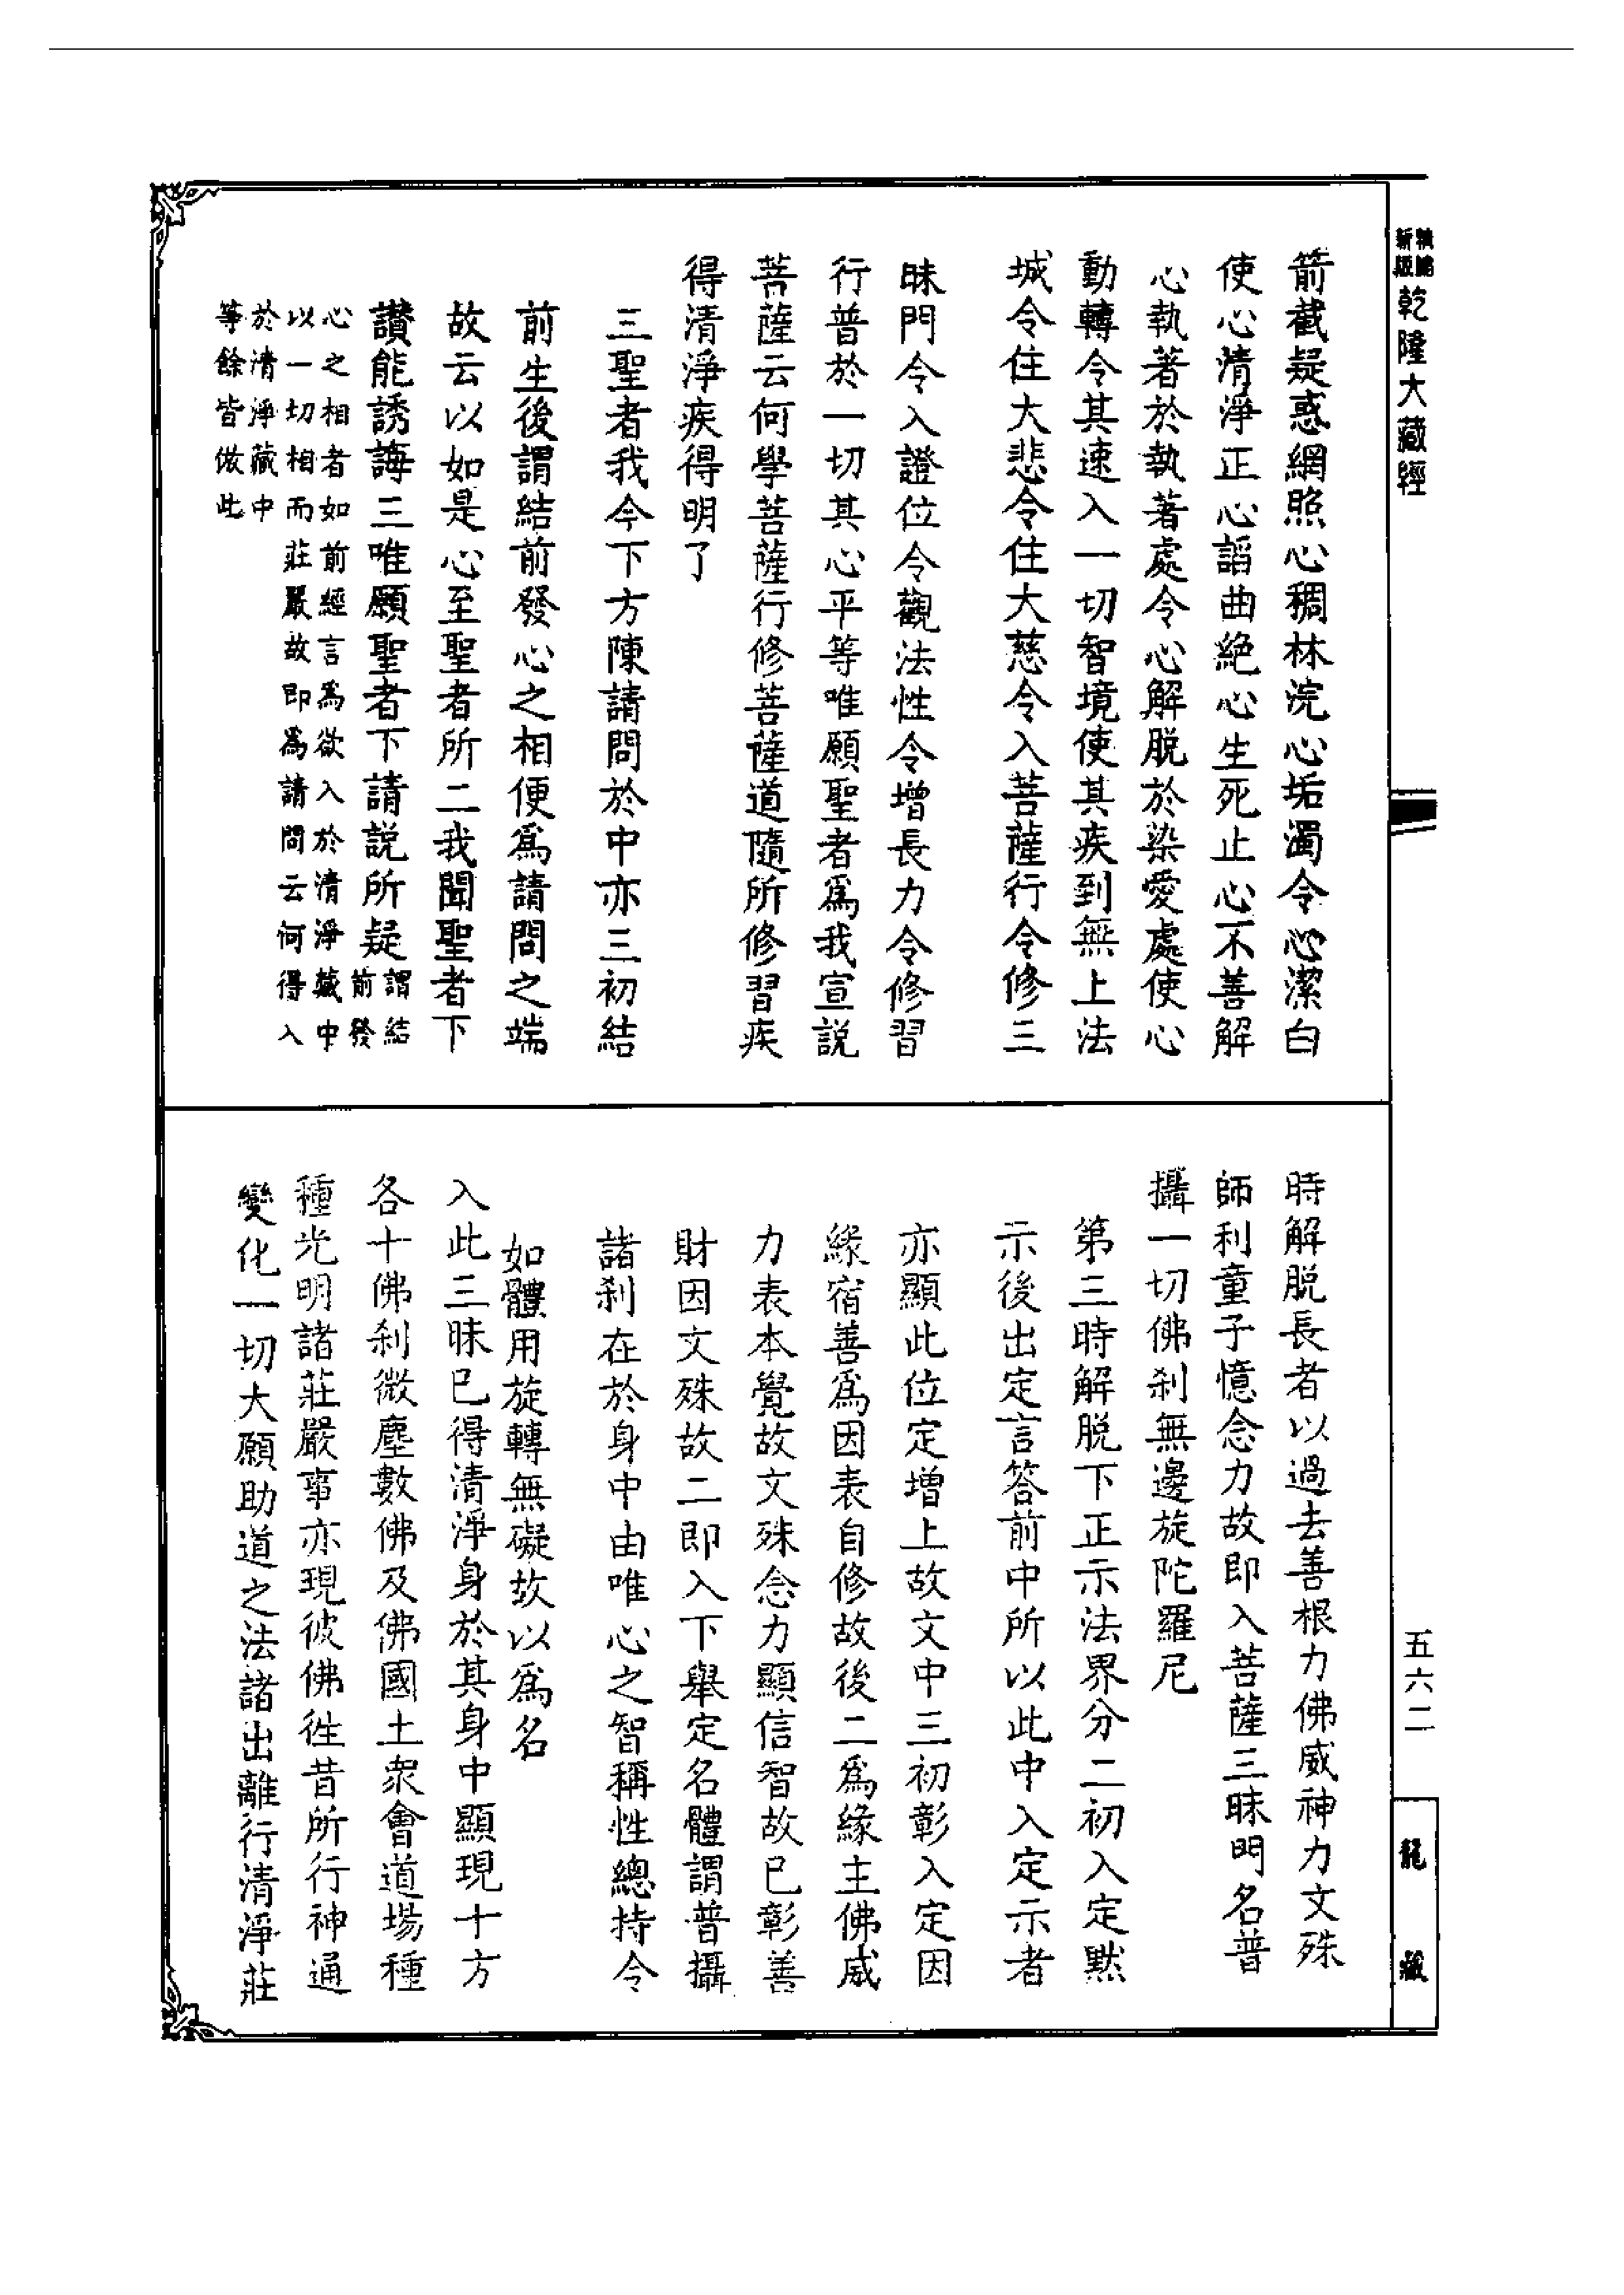 新版
乾隆大藏經
箭截疑惑網照心稠林浣心垢濁令心潔白
使心清淨正心諂曲絕心生死止心不善解
心執著於執著處令心解脫於染愛處使心
動轉令其速入一切智境使其疾到無上法
城令住大悲令住大慈令入菩薩行令修三
昧門令入證位令觀法性令增長力令修習
行普於一切其心平等唯願聖者爲我宣説
菩薩云何學菩薩行修菩薩道隨所修習疾
得清淨疾得明了
三聖者我今下方陳請問於中亦三初結
前生後謂結前發心之相便爲請問之端
故云以如是心至聖者所二我聞聖者下
讚能誘誨三唯願聖者下請説所疑
謂結
前發
心之相者如前經言爲欲入於清淨藏中
以一切相而莊嚴故即爲請問云何得入
於清淨藏中
等餘皆倣此
時解脫長者以過去善根力佛威神力文殊
師利童子憶念力故即入菩薩三昧門名普
攝一切佛刹無邊旋陀羅尼
第三時解脫下正示法界分二初入定默
示後出定言答前中所以此中入定示者
亦顯此位定增上故文中三初彰入定因
緣宿善爲因表自修故後二爲緣主佛威
力表本覺故文殊念力顯信智故已彰善
財因文殊故二即入下舉定名體謂普攝
諸刹在於身中由唯心之智稱性總持令
如體用旋轉無礙故以爲名
入此三昧已得清淨身於其身中顯現十方
各十佛刹微塵數佛及佛國土衆會道場種
種光明諸莊嚴事亦現彼佛徃昔所行神通
變化一切大願助道之法諸出離行清淨莊
五六二
龍藏